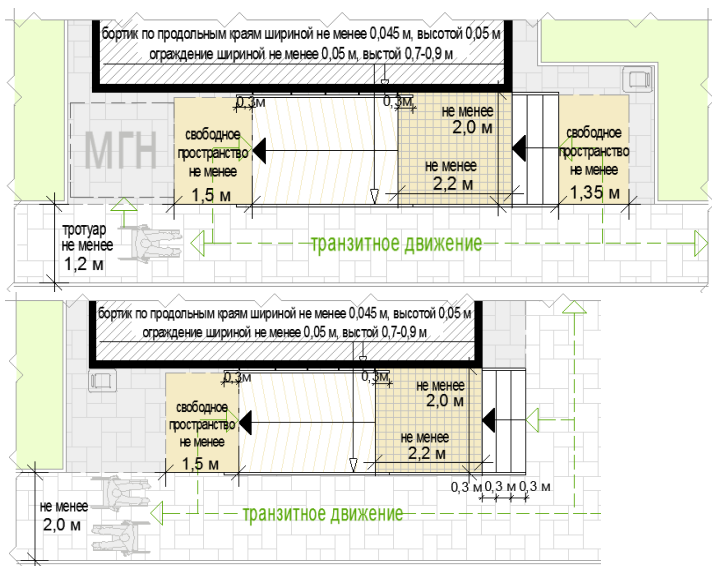 бортик по продольным краям шириной не менее 0,045 м, высотой 0,05 м
ограждение шириной не менее 0,05 м, выстой 0,7-0,9 м
0,3м
0,3м
не менее
2,0 м
МГН
свободное
пространство
не менее
1,5 м
не менее
2,2 м
свободное
пространство
не менее
1,35 м
тротуар
не менее
1,2 м
транзитное движение
бортик по продольным краям шириной не менее 0,045 м, высотой 0,05 м
ограждение шириной не менее 0,05 м, выстой 0,7-0,9 м
0,3м
0,3м
не менее
2,0 м
свободное
пространство
не менее
1,5 м
не менее
2,2 м
0,3 м 0,3 м 0,3 м
не менее
2,0 м
транзитное движение